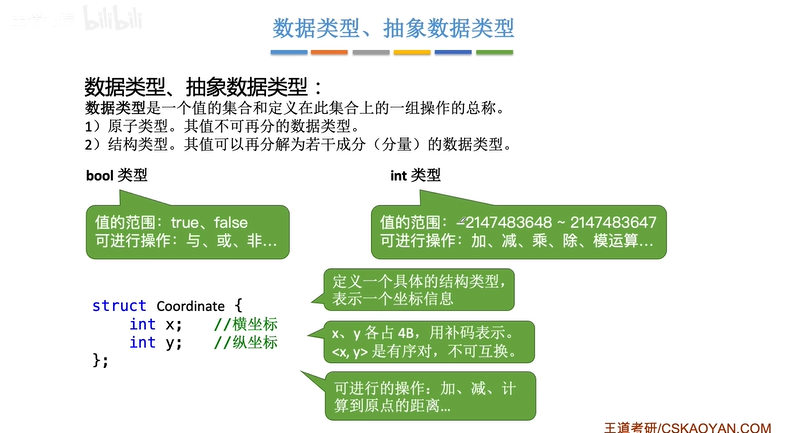 bilibili
数据类型、抽象数据类型
数据类型、抽象数据类型：
数据类型是一个值的集合和定义在此集合上的一组操作的总称。
1）原子类型。其值不可再分的数据类型。
2）结构类型。其值可以再分解为若干成分（分量）的数据类型。
bool 类型
值的范围：true、false
可进行操作：与、或、非…
int 类型
值的范围：-2147483648 ~ 2147483647
可进行操作：加、减、乘、除、模运算…
struct Coordinate {
int x; //横坐标
int y; //纵坐标
};
定义一个具体的结构类型，
表示一个坐标信息
x、y 各占 4B，用补码表示。
<x, y> 是有序对，不可互换。
可进行的操作：加、减、计
算到原点的距离…
王道考研/CSKAOYAN.COM